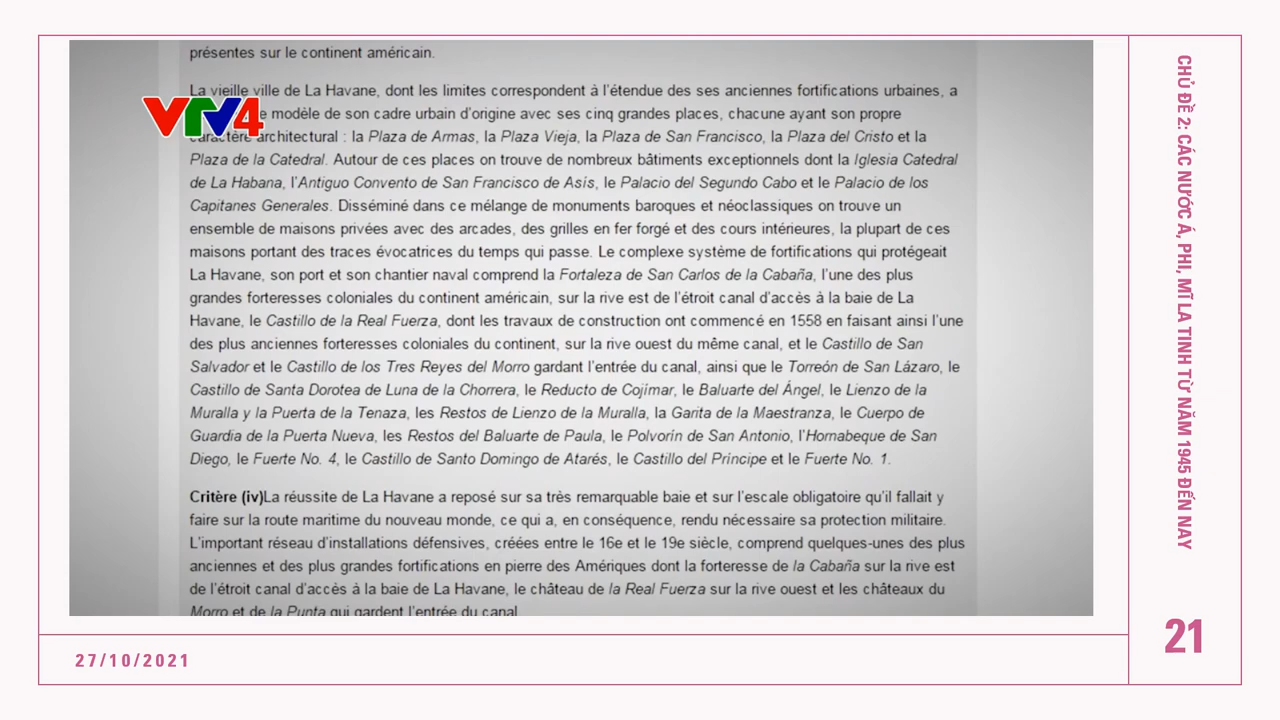 présentes sur le continent américain.
La vieille ville de La Havane, dont les limites correspondent à l'étendue des ses anciennes fortifications urbaines, a
modèle de son cadre urbain d'origine avec ses cinq grandes places, chacune ayant son propre
caractère architectural : la Plaza de Armas, la Plaza Vieja, la Plaza de San Francisco, la Plaza del Cristo et la
Plaza de la Catedral. Autour de ces places on trouve de nombreux bâtiments exceptionnels dont la Iglesia Catedral
de La Habana, l'Antiguo Convento de San Francisco de Asís, le Palacio del Segundo Cabo et le Palacio de los
Capitanes Generales. Disséminé dans ce mélange de monuments baroques et néoclassiques on trouve un
ensemble de maisons privées avec des arcades, des grilles en fer forgé et des cours intérieures, la plupart de ces
maisons portant des traces évocatrices du temps qui passe. Le complexe système de fortifications qui protégeait
La Havane, son port et son chantier naval comprend la Fortaleza de San Carlos de la Cabaña, l'une des plus
grandes forteresses coloniales du continent américain, sur la rive est de l'étroit canal d'accès à la baie de La
Havane, le Castillo de la Real Fuerza, dont les travaux de construction ont commencé en 1558 en faisant ainsi l'une
des plus anciennes forteresses coloniales du continent, sur la rive ouest du même canal, et le Castillo de San
Salvador et le Castillo de los Tres Reyes del Morro gardant l'entrée du canal, ainsi que le Torreón de San Lázaro, le
Castillo de Santa Dorotea de Luna de la Chorrera, le Reducto de Cojímar, le Baluarte del Ángel, le Lienzo de la
Muralla y la Puerta de la Tenaza, les Restos de Lienzo de la Muralla, la Garita de la Maestranza, le Cuerpo de
Guardia de la Puerta Nueva, les Restos del Baluarte de Paula, le Polvorín de San Antonio, l'Hornabeque de San
Diego, le Fuerte No. 4, le Castillo de Santo Domingo de Atarés, le Castillo del Príncipe et le Fuerte No. 1.
Critère (iv)La réussite de La Havane a reposé sur sa très remarquable baie et sur l'escale obligatoire qu'il fallait y
faire sur la route maritime du nouveau monde, ce qui a, en conséquence, rendu nécessaire sa protection militaire.
L'important réseau d'installations défensives, créées entre le 16e et le 19e siècle, comprend quelques-unes des plus
anciennes et des plus grandes fortifications en pierre des Amériques dont la forteresse de la Cabaña sur la rive est
de l'étroit canal d'accès à la baie de La Havane, le château de la Real Fuerza sur la rive ouest et les châteaux du
Morro et de la Punta qui gardent l'entrée du canal
VTV4
CHỦ ĐỀ 2: CÁC NƯỚC Á, PHI, MĨ LA TINH TỪ NĂM 1945 ĐẾN NAY
21
27/10/2021